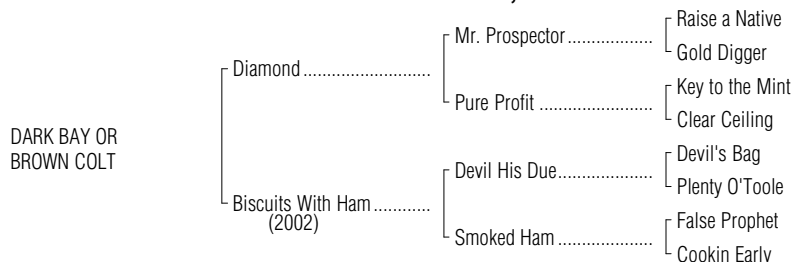 Raise a Native
Mr. Prospector....................
Gold Digger
Diamond...........................
Key to the Mint
Pure Profit ........................
Clear Ceiling
DARK BAY OR
BROWN COLT
Devil's Bag
Devil His Due.....................
Plenty O'Toole
Biscuits With Ham............
(2002)
False Prophet
Smoked Ham ....................
Cookin Early